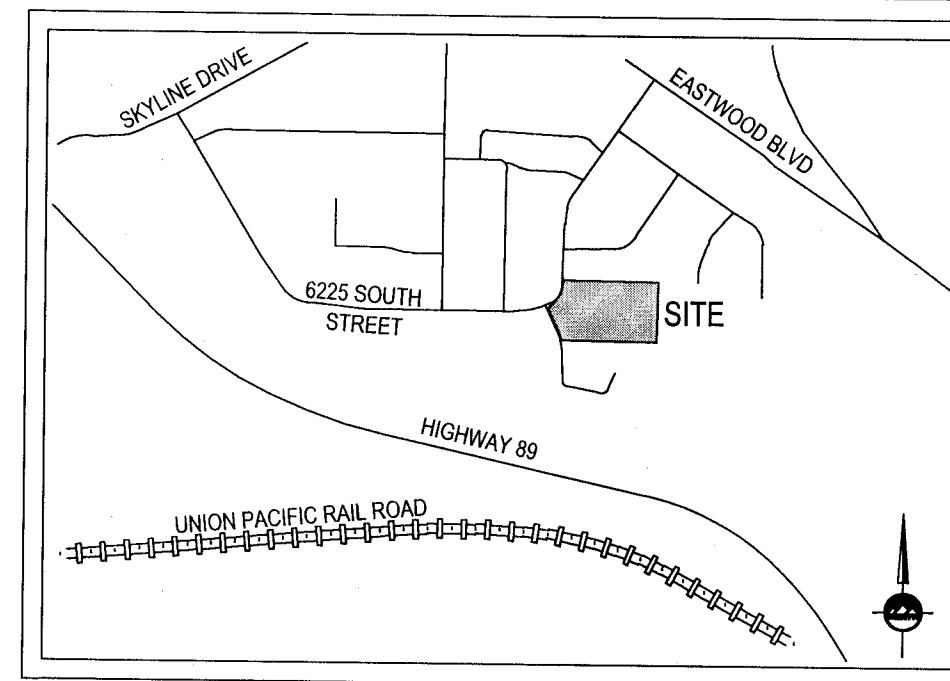 SKYLINE DRIVE
EASTWOOD BLVD
6225 SOUTH
STREET
SITE
HIGHWAY 89
UNION PACIFIC RAIL ROAD